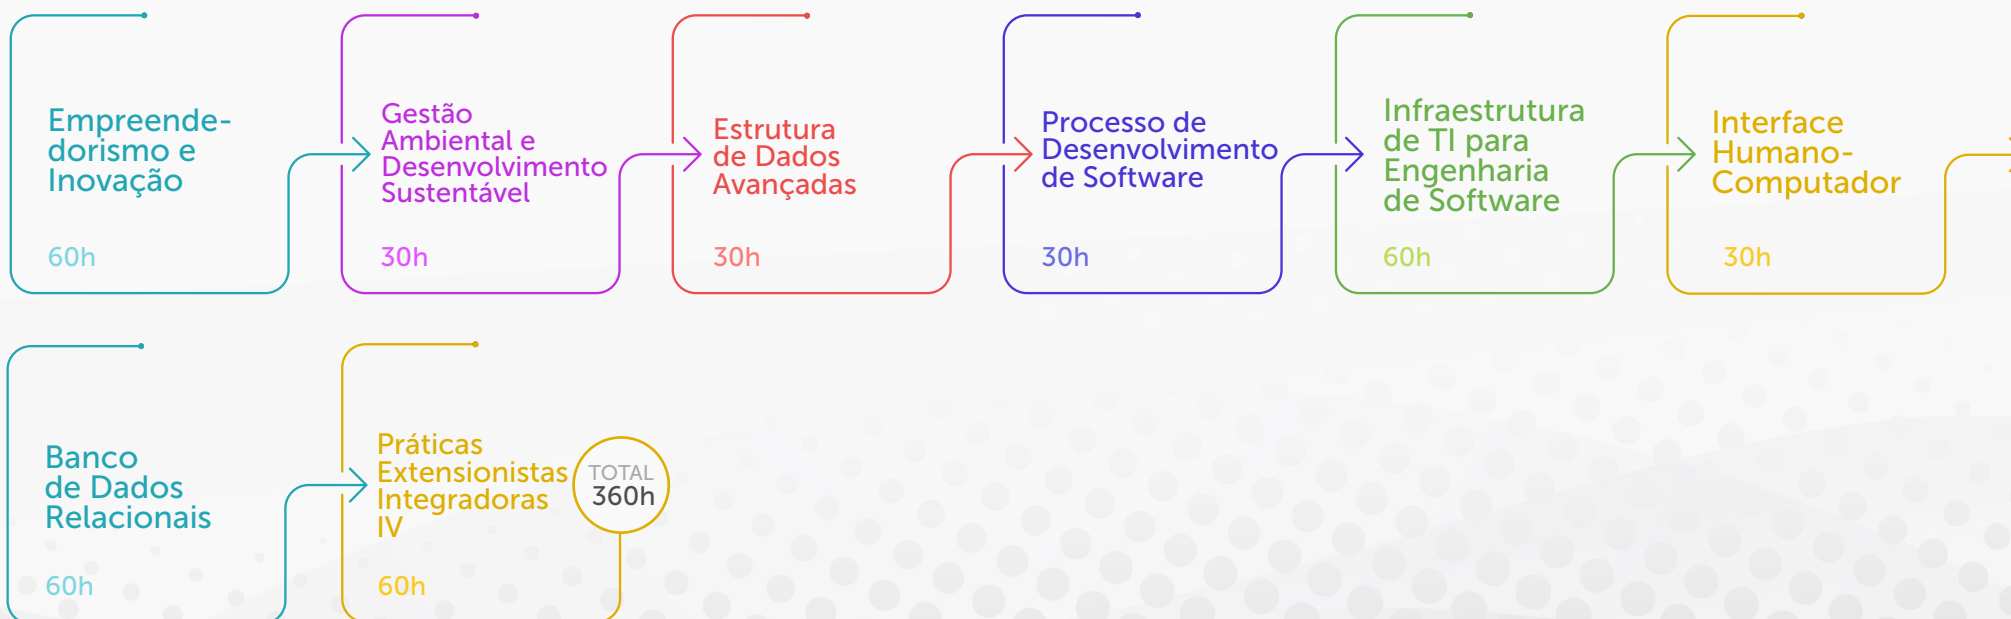 Empreende-
dorismo e
Inovação
60h
Gestão
Ambiental e
Desenvolvimento
Sustentável
30h
Estrutura
de Dados
Avançadas
30h
Processo de
Desenvolvimento
de Software
30h
Infraestrutura
de TI para
Engenharia
de Software
60h
Interface
Humano-
Computador
30h
Banco
de Dados
Relacionais
60h
Práticas
Extensionistas
Integradoras
IV
60h
TOTAL
360h